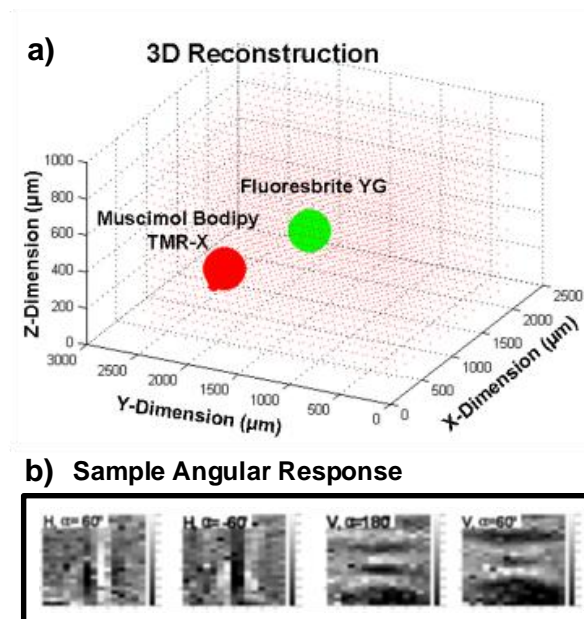 a)
3D Reconstruction
1000
800
600
400
200
0
Z-Dimension (µm)
Fluoresbrite YG
Muscimol Bodipy
TMR-X
3000
2500
2000
1500
1000
500
0
Y-Dimension (µm)
0
500
1000
1500
2000
2500
X-Dimension (µm)
b) Sample Angular Response
H, α=60° H, α=-60° V, α=180° V, α=60°